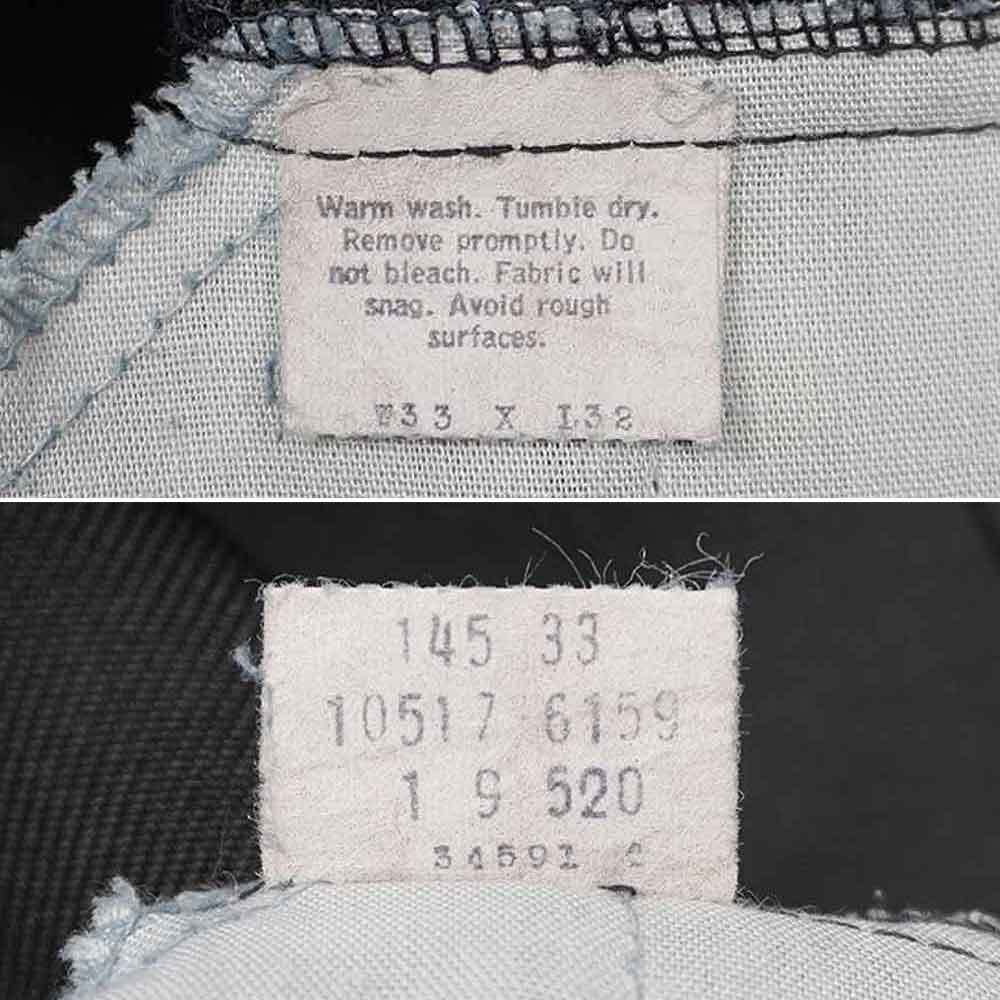 Warm wash. Tumble dry.
Remove promptly. Do
not bleach. Fabric will
snag. Avoid rough
surfaces.
W33 X L32
145 33
10517 6159
1 9 520
34591